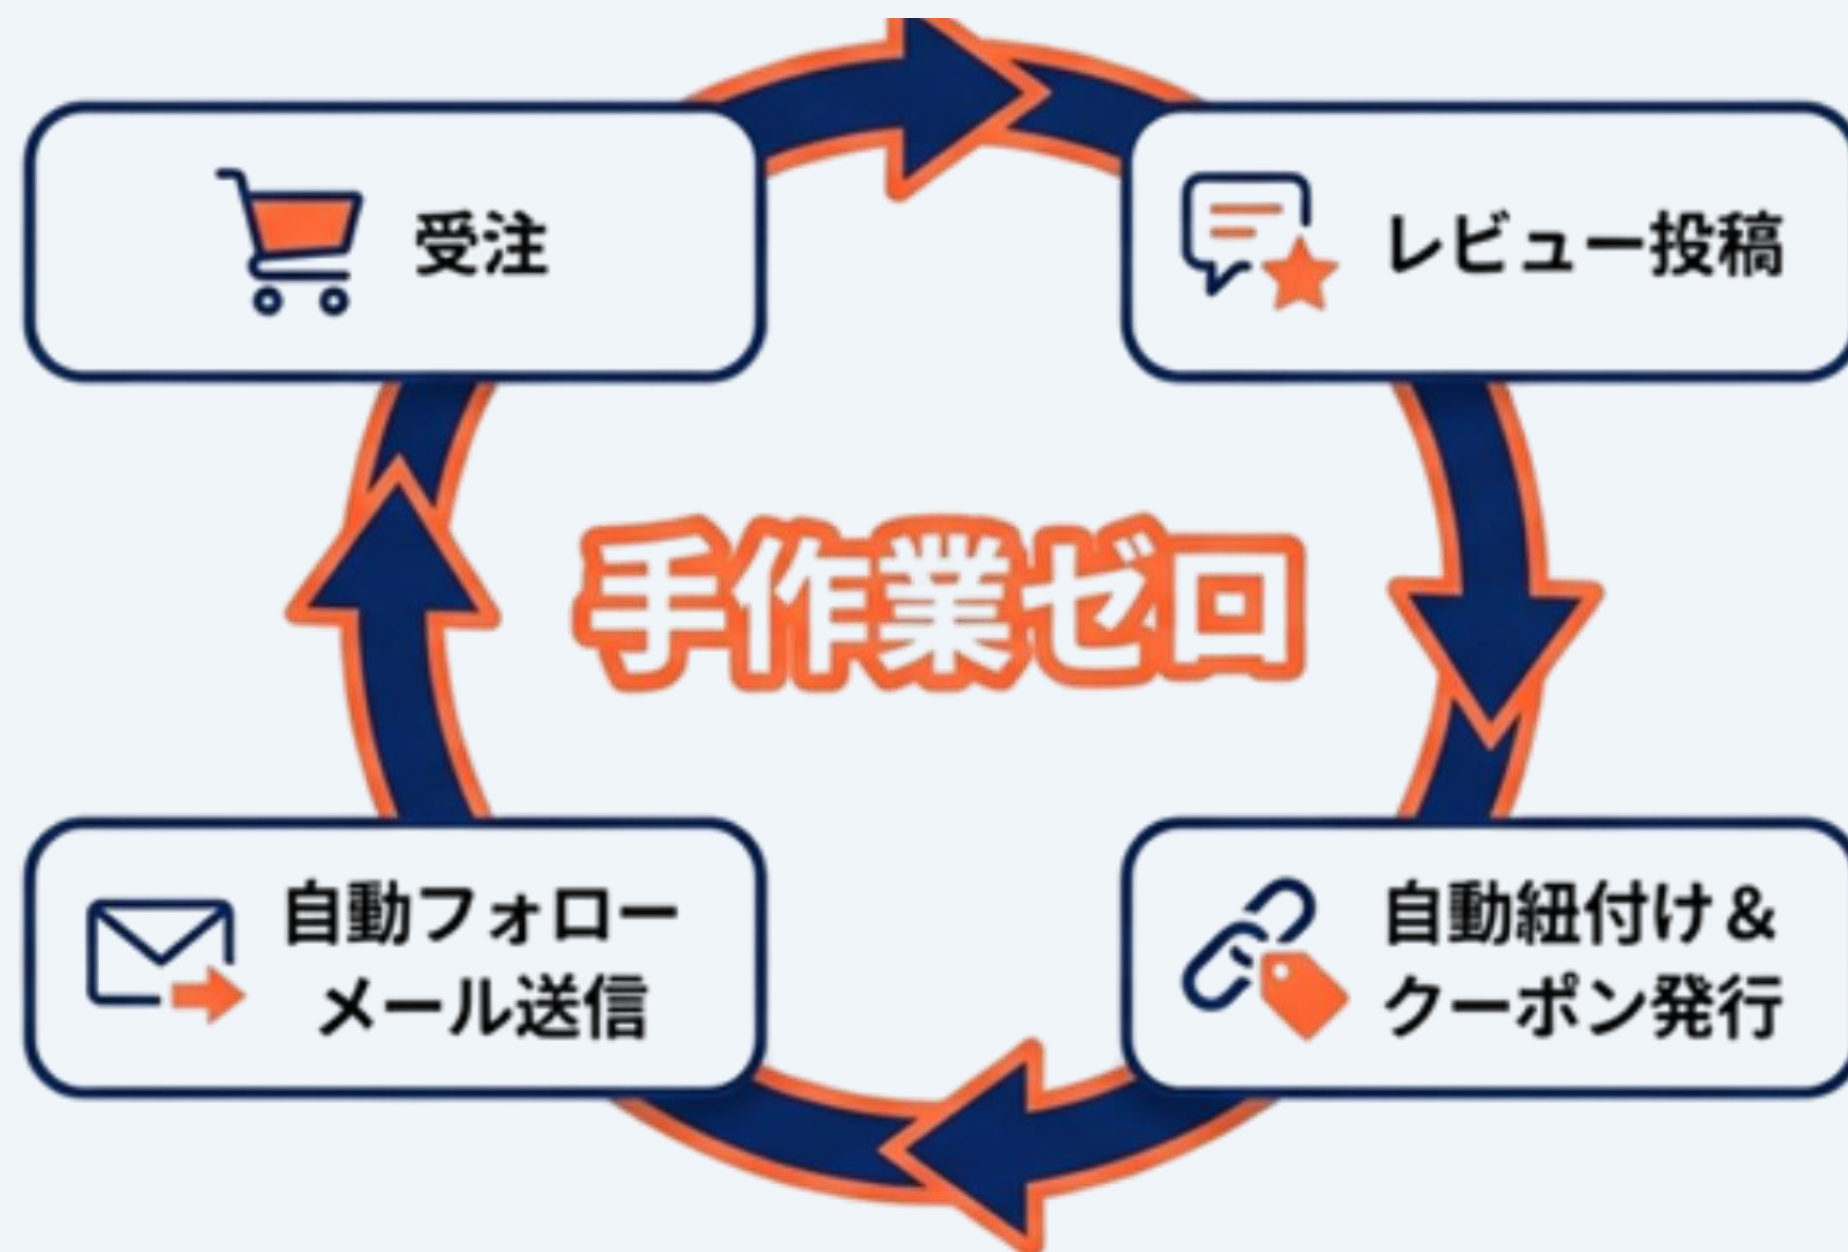 受注
レビュー投稿
手作業ゼロ
自動フォロー
メール送信
自動紐付け&
クーポン発行